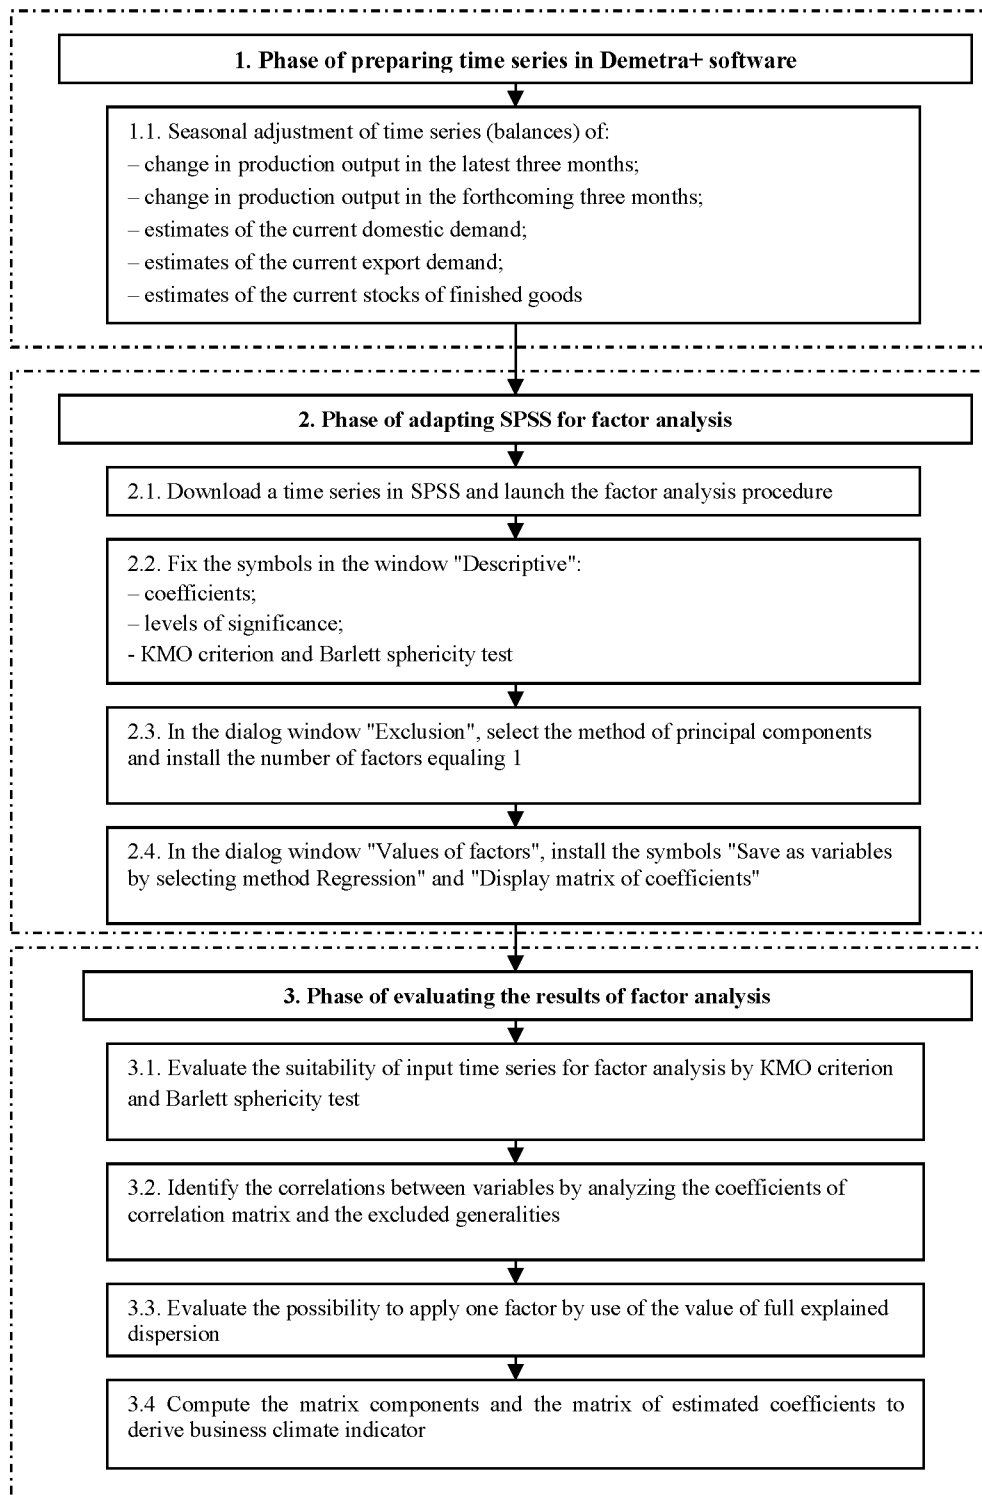 1. Phase of preparing time series in Demetra+ software
1.1. Seasonal adjustment of time series (balances) of:
– change in production output in the latest three months;
– change in production output in the forthcoming three months;
– estimates of the current domestic demand;
– estimates of the current export demand;
– estimates of the current stocks of finished goods
2. Phase of adapting SPSS for factor analysis
2.1. Download a time series in SPSS and launch the factor analysis procedure
2.2. Fix the symbols in the window "Descriptive":
– coefficients;
– levels of significance;
- KMO criterion and Barlett sphericity test
2.3. In the dialog window "Exclusion", select the method of principal components
and install the number of factors equaling 1
2.4. In the dialog window "Values of factors", install the symbols "Save as variables
by selecting method Regression" and "Display matrix of coefficients"
3. Phase of evaluating the results of factor analysis
3.1. Evaluate the suitability of input time series for factor analysis by KMO criterion
and Barlett sphericity test
3.2. Identify the correlations between variables by analyzing the coefficients of
correlation matrix and the excluded generalities
3.3. Evaluate the possibility to apply one factor by use of the value of full explained
dispersion
3.4 Compute the matrix components and the matrix of estimated coefficients to
derive business climate indicator